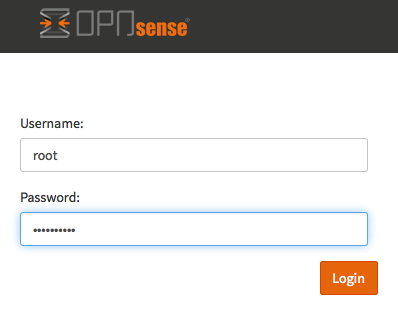 OPNsense®
Username:
root
Password:
••••••••••
Login